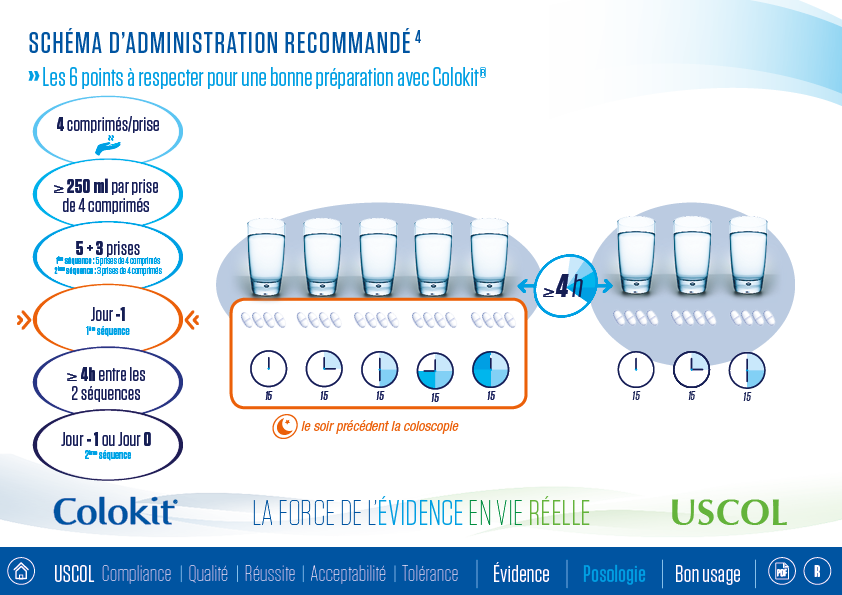 SCHÉMA D'ADMINISTRATION RECOMMANDÉ 4
» Les 6 points à respecter pour une bonne préparation avec Colokit®
4 comprimés/prise
≥ 250 ml par prise
de 4 comprimés
5 + 3 prises
1ère séquence : 5 prises de 4 comprimés
2ème séquence : 3 prises de 4 comprimés
Jour -1
1ère séquence
≥ 4h entre les
2 séquences
Jour - 1 ou Jour 0
2ème séquence
≥4h
15 15 15 15 15
15 15 15
le soir précédent la coloscopie
Colokit®
LA FORCE DE L'ÉVIDENCE EN VIE RÉELLE
USCOL
USCOL Compliance | Qualité | Réussite | Acceptabilité | Tolérance | Évidence | Posologie | Bon usage | PDF R